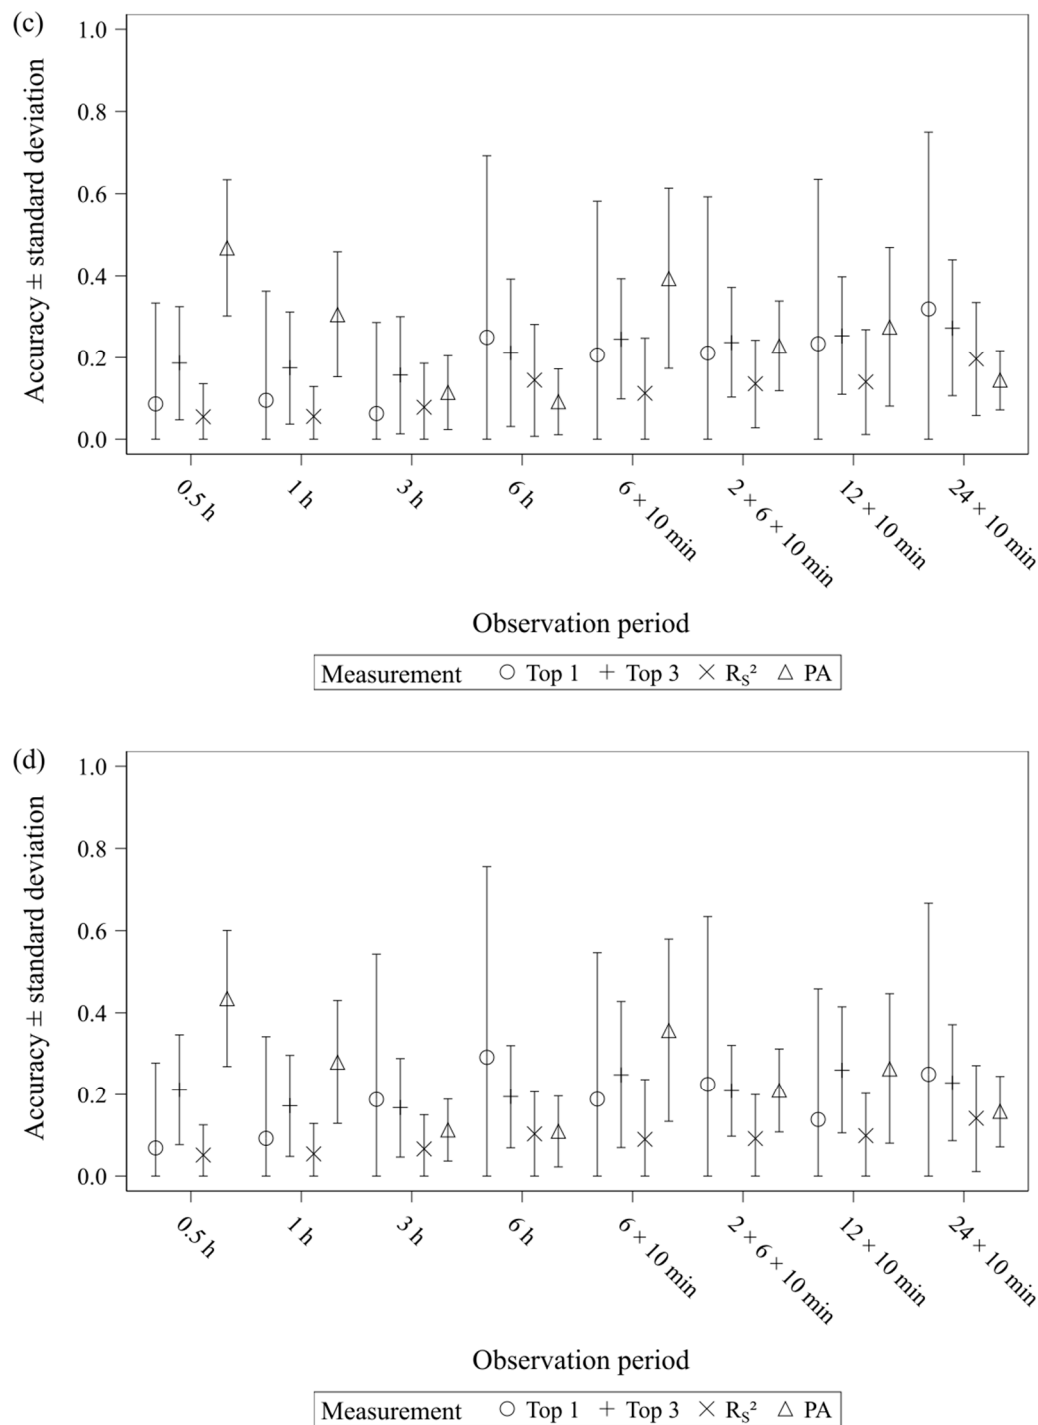 (c)
Accuracy ± standard deviation
1.0
0.8
0.6
0.4
0.2
0.0
0.5 h
1 h
3 h
6 h
6 × 10 min
2 × 6 × 10 min
12 × 10 min
24 × 10 min
Observation period
Measurement ○ Top 1 + Top 3 × R_S² △ PA
(d)
Accuracy ± standard deviation
1.0
0.8
0.6
0.4
0.2
0.0
0.5 h
1 h
3 h
6 h
6 × 10 min
2 × 6 × 10 min
12 × 10 min
24 × 10 min
Observation period
Measurement ○ Top 1 + Top 3 × R_S² △ PA